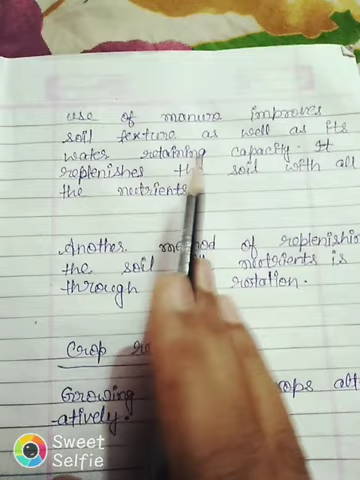 use of manure improves
soil texture as well as its
water retaining capacity. It
replenishes the soil with all
the nutrients
Another method of replenishing
the soil nutrients is
through rotation.
Crop
Growing crops alt
-atively.
Sweet
Selfie